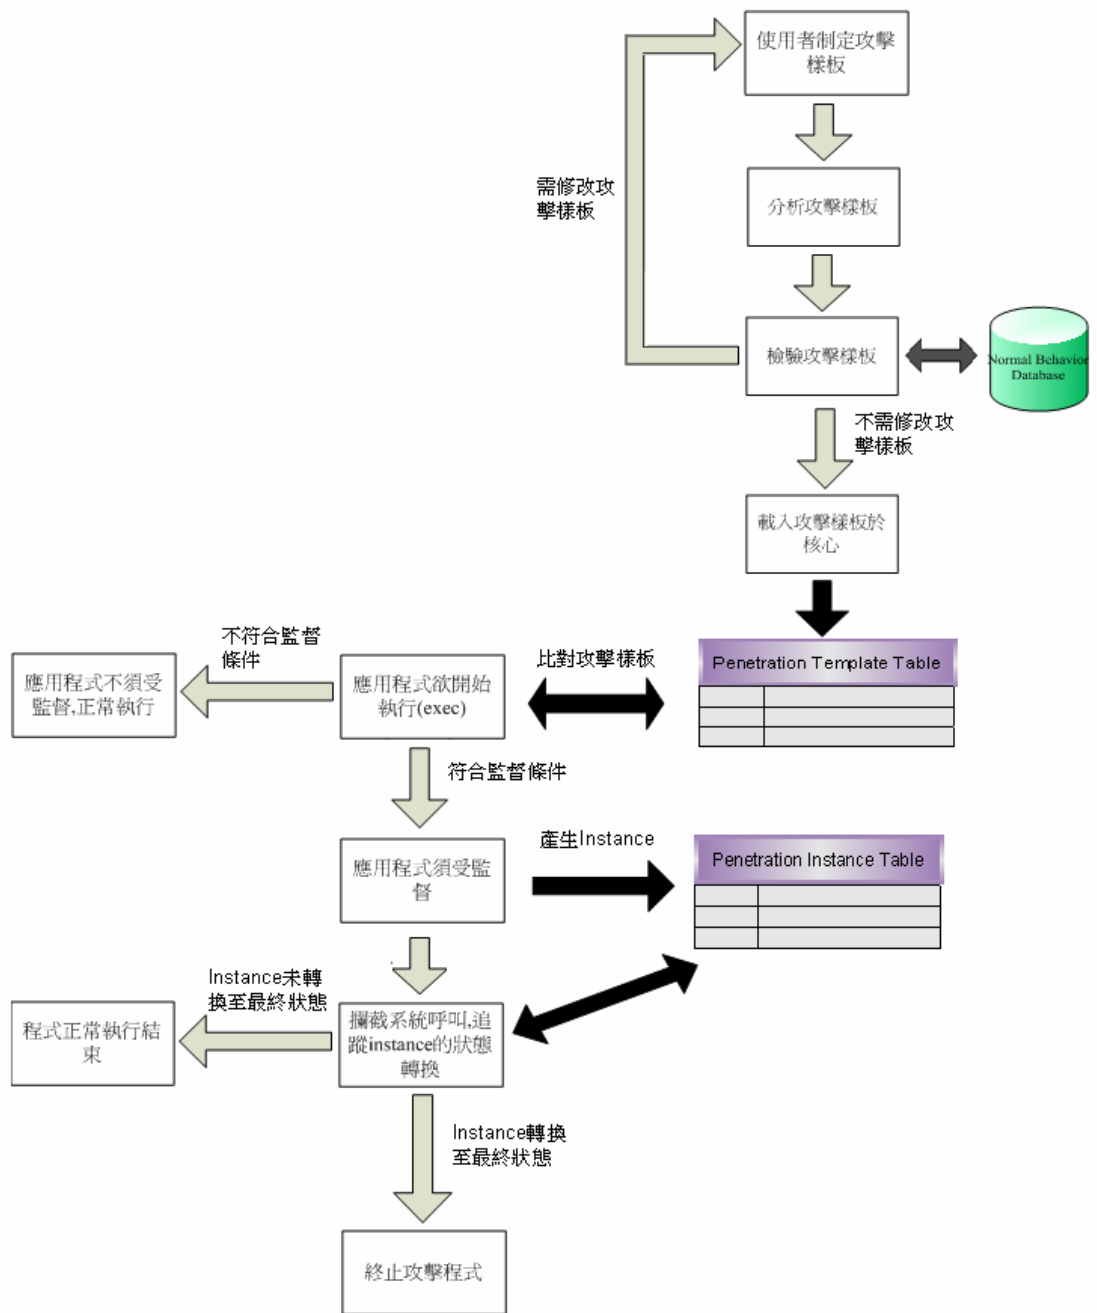 使用者制定攻擊
樣板
需修改攻
擊樣板
分析攻擊樣板
檢驗攻擊樣板
Normal Behavior
Database
不需修改攻
擊樣板
載入攻擊樣板於
核心
不符合監督
條件
比對攻擊樣板
Penetration Template Table
應用程式不須受
監督,正常執行
應用程式欲開始
執行(exec)
符合監督條件
產生Instance
Penetration Instance Table
應用程式須受監
督
Instance未轉
換至最終狀態
程式正常執行結
束
攔截系統呼叫,追
蹤instance的狀態
轉換
Instance轉換
至最終狀態
終止攻擊程式